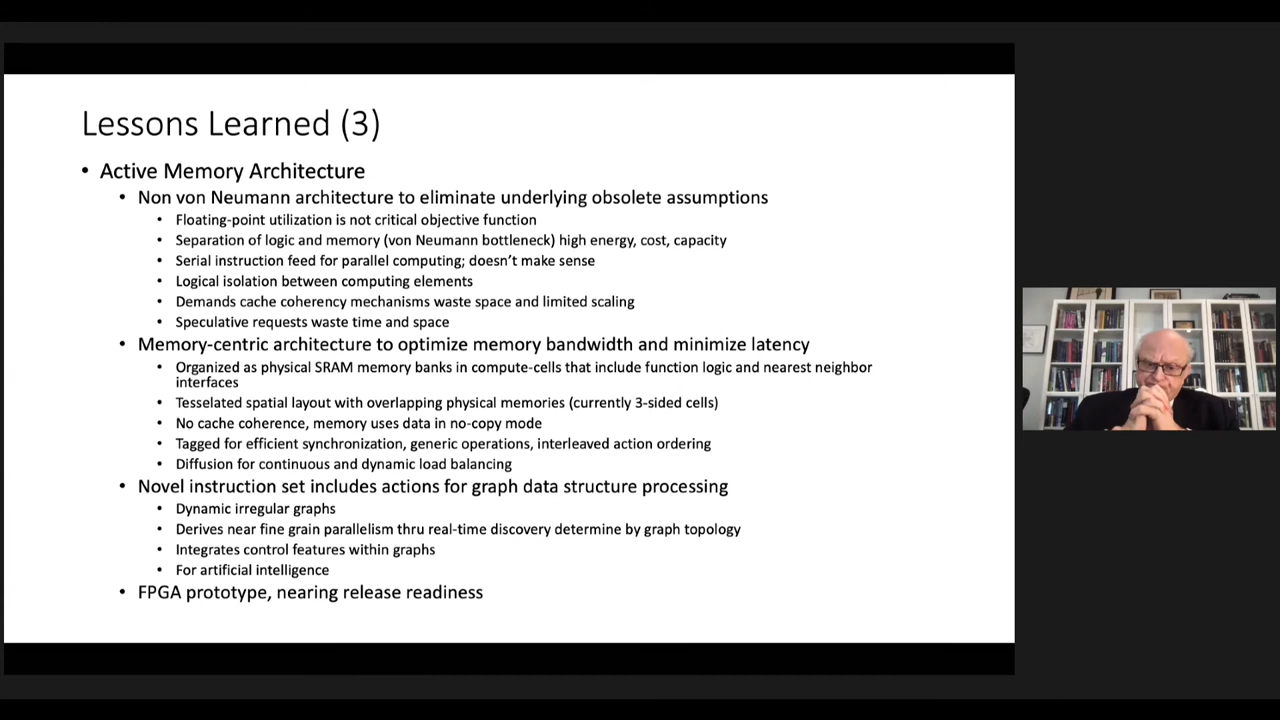 Lessons Learned (3)
• Active Memory Architecture
• Non von Neumann architecture to eliminate underlying obsolete assumptions
• Floating-point utilization is not critical objective function
• Separation of logic and memory (von Neumann bottleneck) high energy, cost, capacity
• Serial instruction feed for parallel computing; doesn't make sense
• Logical isolation between computing elements
• Demands cache coherency mechanisms waste space and limited scaling
• Speculative requests waste time and space
• Memory-centric architecture to optimize memory bandwidth and minimize latency
• Organized as physical SRAM memory banks in compute-cells that include function logic and nearest neighbor
interfaces
• Tesselated spatial layout with overlapping physical memories (currently 3-sided cells)
• No cache coherence, memory uses data in no-copy mode
• Tagged for efficient synchronization, generic operations, interleaved action ordering
• Diffusion for continuous and dynamic load balancing
• Novel instruction set includes actions for graph data structure processing
• Dynamic irregular graphs
• Derives near fine grain parallelism thru real-time discovery determine by graph topology
• Integrates control features within graphs
• For artificial intelligence
• FPGA prototype, nearing release readiness